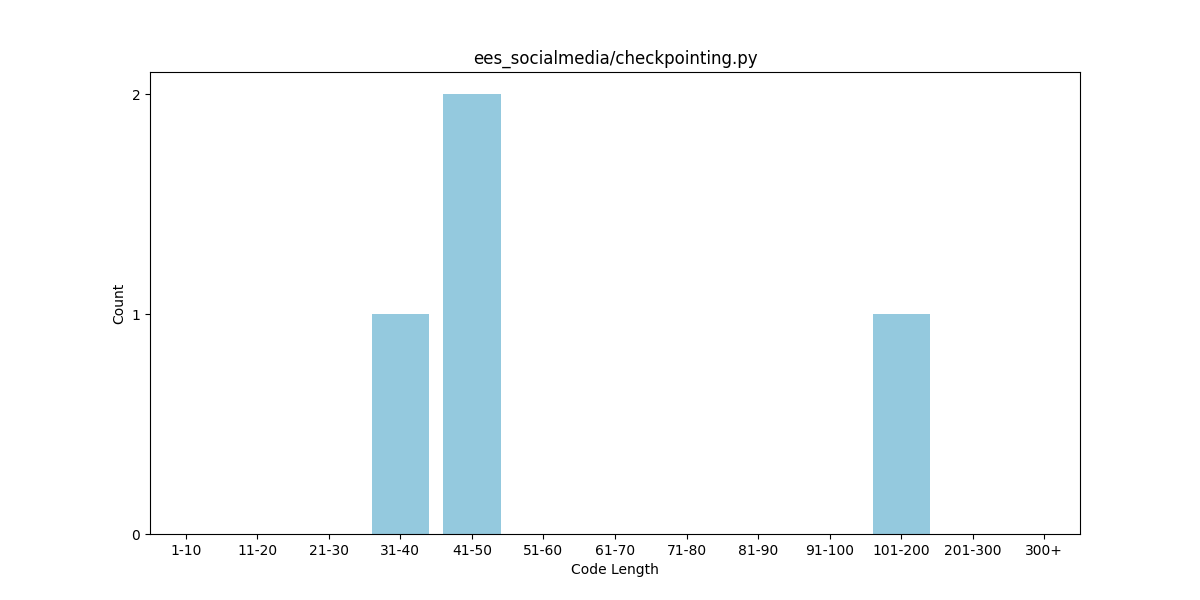 ees_socialmedia/checkpointing.py
2
1
0
Count
1-10 11-20 21-30 31-40 41-50 51-60 61-70 71-80 81-90 91-100 101-200 201-300 300+
Code Length